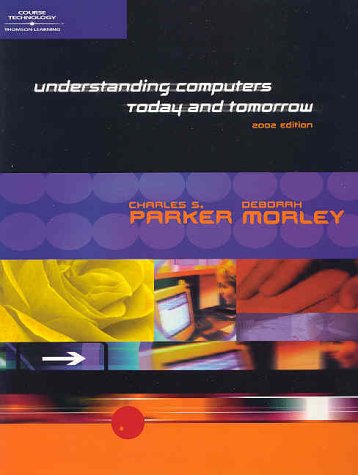 COURSE
TECHNOLOGY
THOMSON LEARNING
understanding computers
Today and Tomorrow
2002 edition
CHARLES S. DEBORAH
PARKER MORLEY